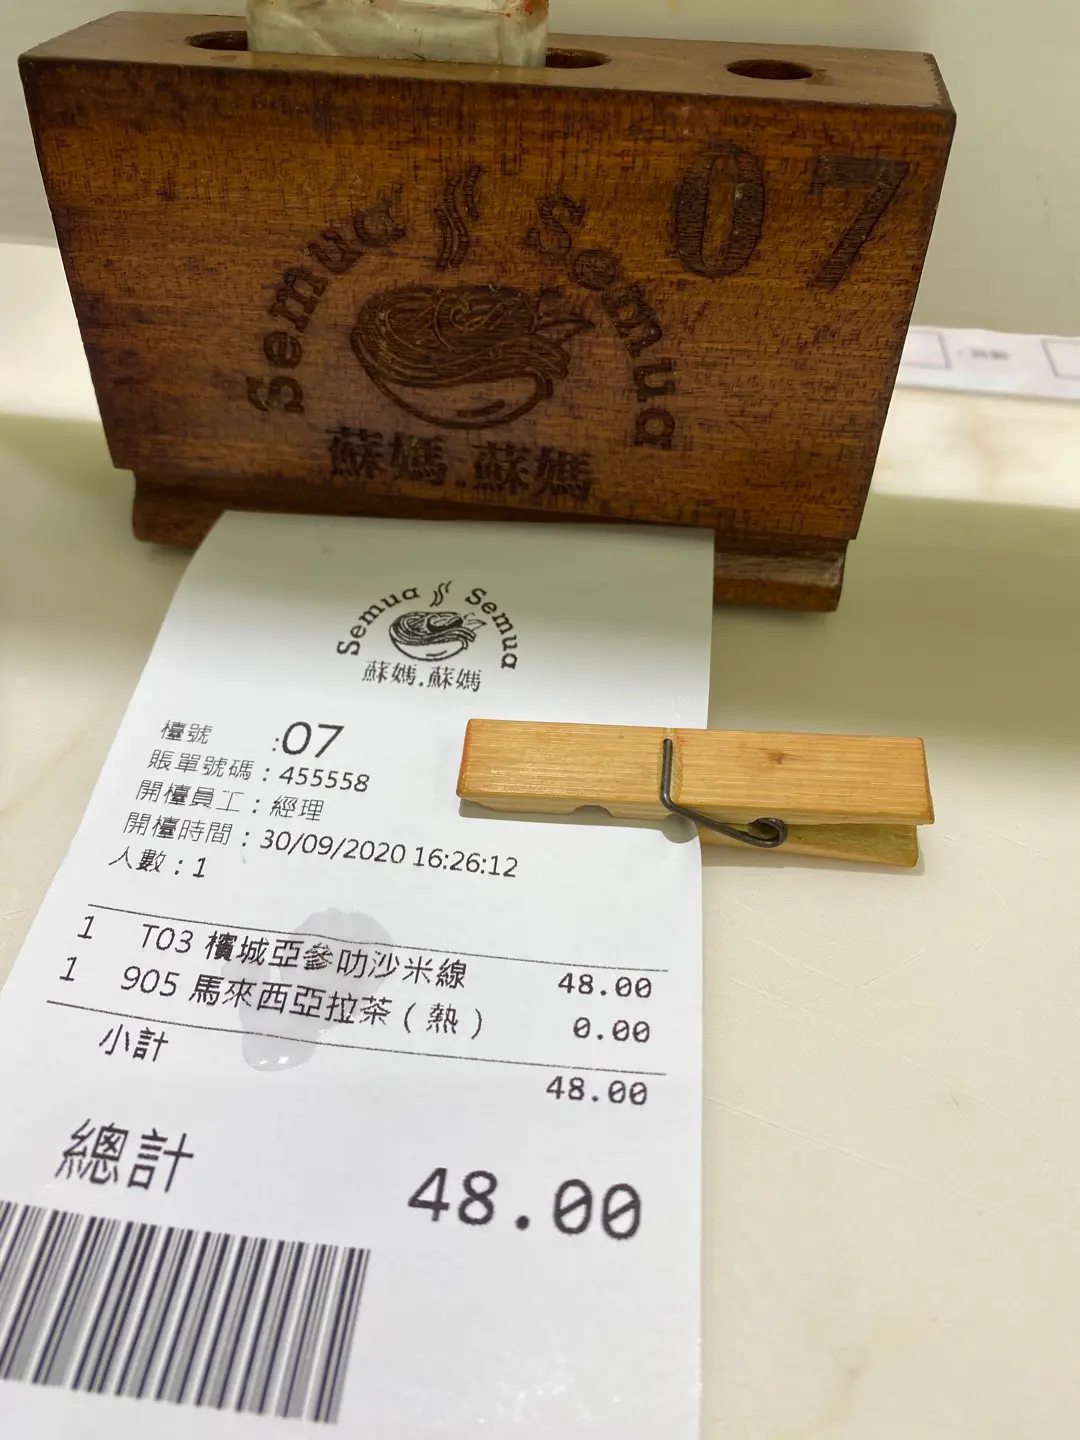 07
Semua Semua
蘇媽.蘇媽
Semua Semua
蘇媽.蘇媽
檯號 :07
賬單號碼：455558
開檯員工：經理
開檯時間：30/09/2020 16:26:12
人數：1
1 T03 檳城亞參叻沙米線 48.00
1 905 馬來西亞拉茶（熱） 0.00
小計 48.00
總計 48.00